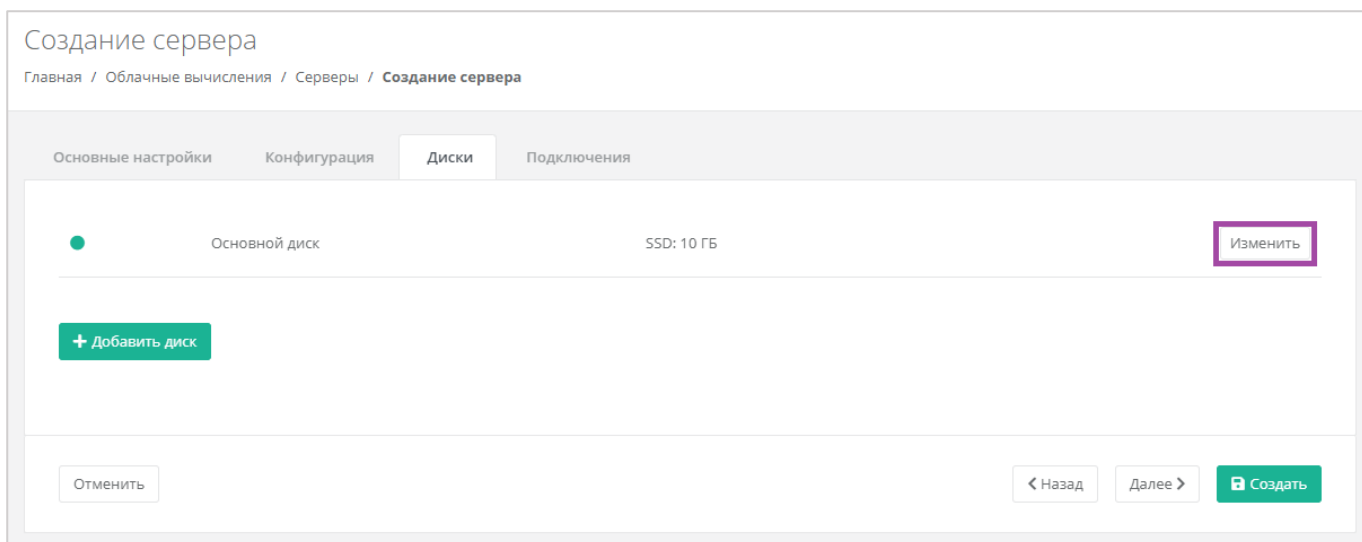 Создание сервера
Главная / Облачные вычисления / Серверы / Создание сервера
Основные настройки Конфигурация Диски Подключения
Основной диск SSD: 10 ГБ Изменить
+ Добавить диск
Отменить Назад Далее Создать